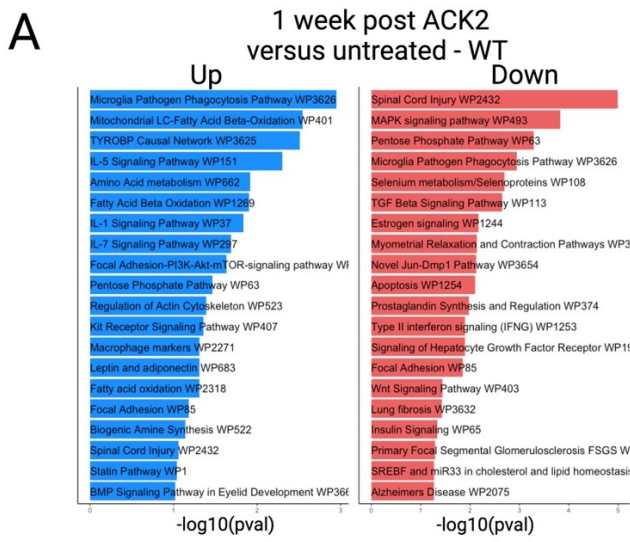 A
1 week post ACK2
versus untreated - WT
Up
Microglia Pathogen Phagocytosis Pathway WP3626
Mitochondrial LC-Fatty Acid Beta-Oxidation WP401
TYROBP Causal Network WP3625
IL-5 Signaling Pathway WP151
Amino Acid metabolism WP662
Fatty Acid Beta Oxidation WP1269
IL-1 Signaling Pathway WP37
IL-7 Signaling Pathway WP297
Focal Adhesion-PI3K-Akt-mTOR-signaling pathway WP
Pentose Phosphate Pathway WP63
Regulation of Actin Cytoskeleton WP523
Kit Receptor Signaling Pathway WP407
Macrophage markers WP2271
Leptin and adiponectin WP683
Fatty acid oxidation WP2318
Focal Adhesion WP85
Biogenic Amine Synthesis WP522
Spinal Cord Injury WP2432
Statin Pathway WP1
BMP Signaling Pathway in Eyelid Development WP366
0 1 2 3
-log10(pval)
Down
Spinal Cord Injury WP2432
MAPK signaling pathway WP493
Pentose Phosphate Pathway WP63
Microglia Pathogen Phagocytosis Pathway WP3626
Selenium metabolism/Selenoproteins WP108
TGF Beta Signaling Pathway WP113
Estrogen signaling WP1244
Myometrial Relaxation and Contraction Pathways WP3
Novel Jun-Dmp1 Pathway WP3654
Apoptosis WP1254
Prostaglandin Synthesis and Regulation WP374
Type II interferon signaling (IFNG) WP1253
Signaling of Hepatocyte Growth Factor Receptor WP19
Focal Adhesion WP85
Wnt Signaling Pathway WP403
Lung fibrosis WP3632
Insulin Signaling WP65
Primary Focal Segmental Glomerulosclerosis FSGS W
SREBF and miR33 in cholesterol and lipid homeostasis
Alzheimers Disease WP2075
0 1 2 3 4 5
-log10(pval)